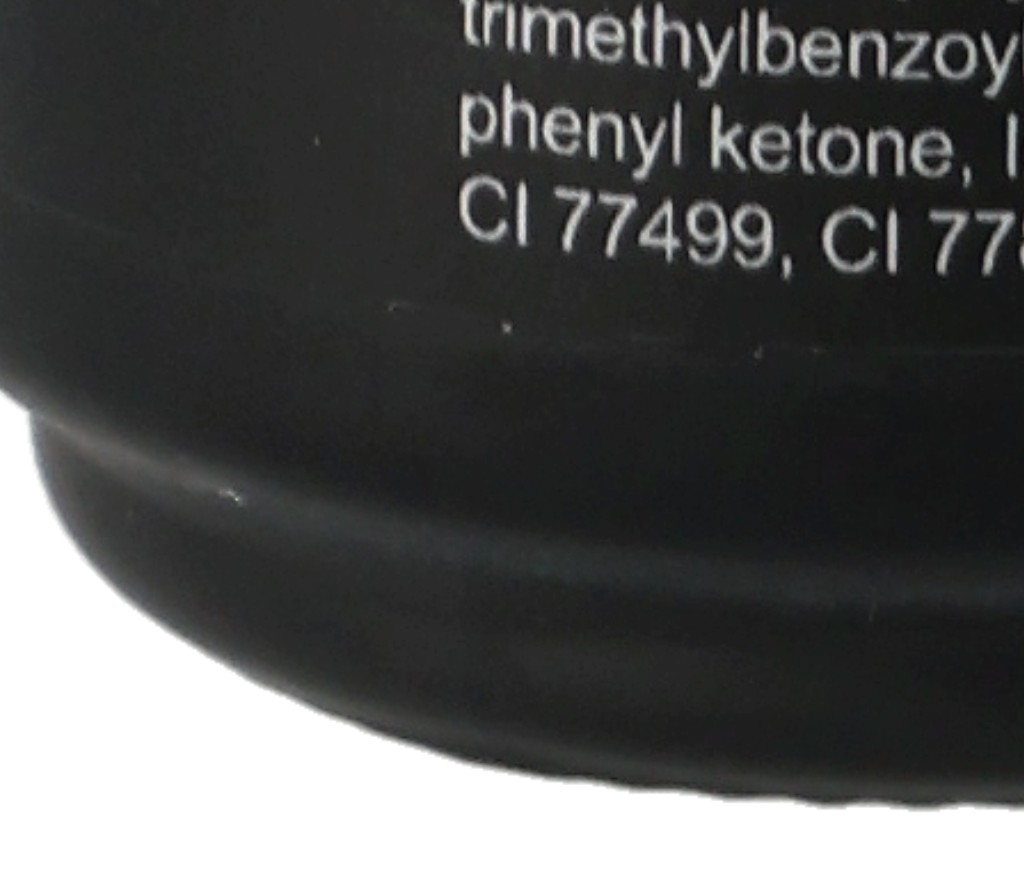 trimethylbenzoyl
phenyl ketone,
CI 77499, CI